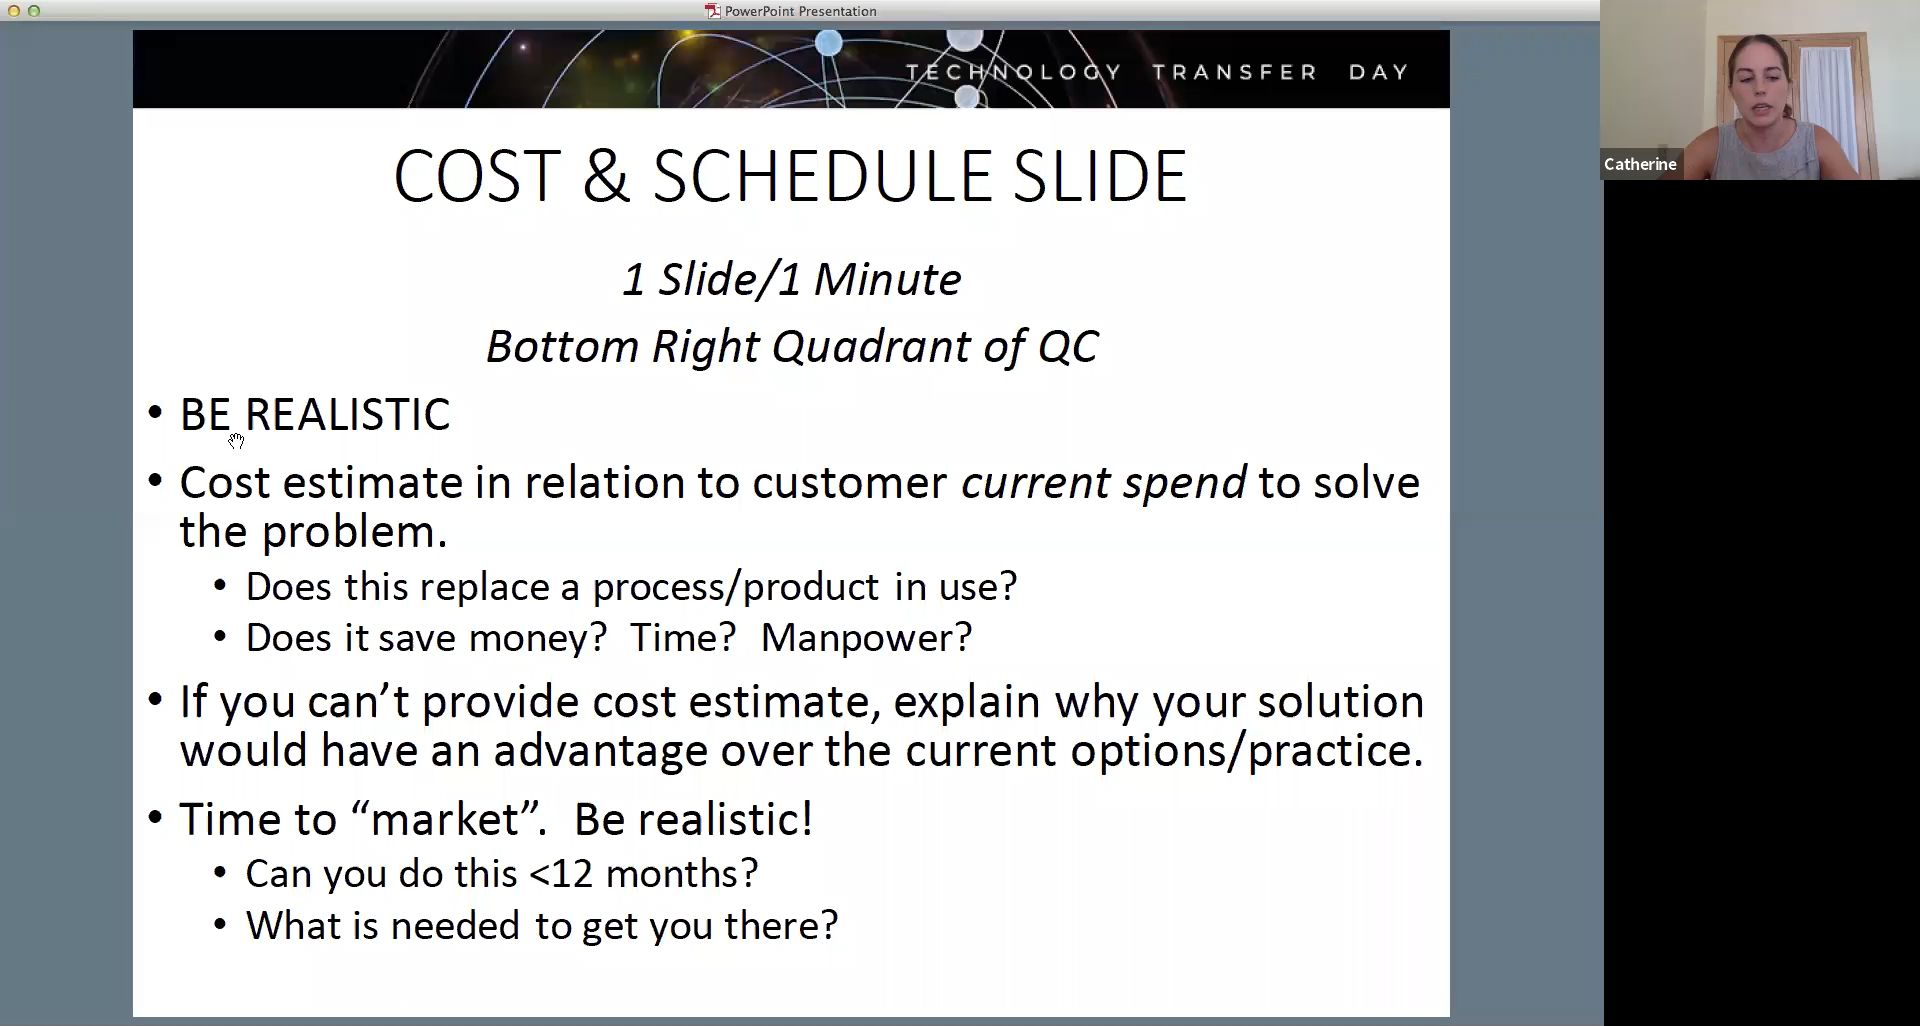 PowerPoint Presentation
TECHNOLOGY TRANSFER DAY
Catherine
COST & SCHEDULE SLIDE
1 Slide/1 Minute
Bottom Right Quadrant of QC
• BE REALISTIC
• Cost estimate in relation to customer current spend to solve
the problem.
• Does this replace a process/product in use?
• Does it save money?  Time?  Manpower?
• If you can’t provide cost estimate, explain why your solution
would have an advantage over the current options/practice.
• Time to “market”.  Be realistic!
• Can you do this <12 months?
• What is needed to get you there?